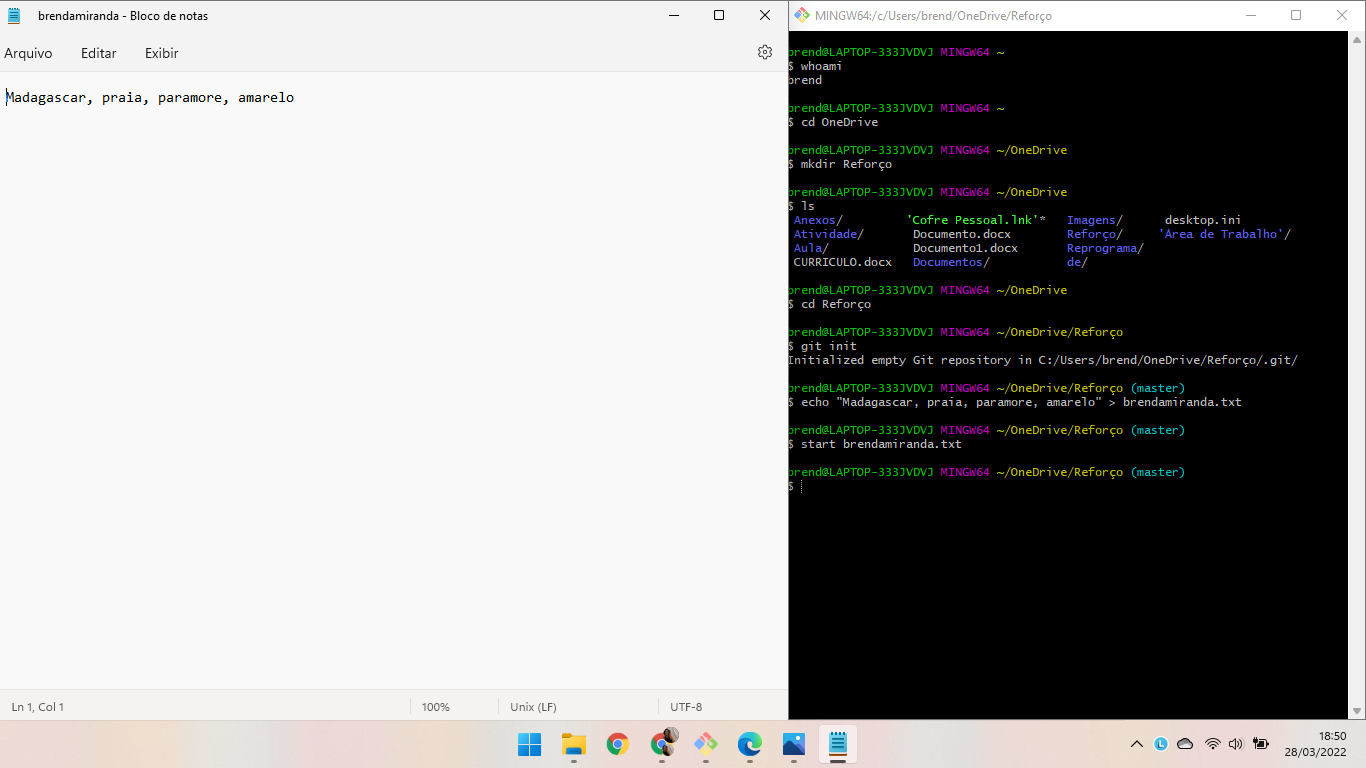 brendamiranda - Bloco de notas
Arquivo Editar Exibir
Madagascar, praia, paramore, amarelo
Ln 1, Col 1 100% Unix (LF) UTF-8
MINGW64:/c/Users/brend/OneDrive/Reforço
brend@LAPTOP-333JVDVJ MINGW64 ~
$ whoami
brend
brend@LAPTOP-333JVDVJ MINGW64 ~
$ cd OneDrive
brend@LAPTOP-333JVDVJ MINGW64 ~/OneDrive
$ mkdir Reforço
brend@LAPTOP-333JVDVJ MINGW64 ~/OneDrive
$ ls
Anexos/ 'Cofre Pessoal.lnk'* Imagens/ desktop.ini
Atividade/ Documento.docx Reforço/ 'Área de Trabalho'/
Aula/ Documento1.docx Reprograma/
CURRICULO.docx Documentos/ de/
brend@LAPTOP-333JVDVJ MINGW64 ~/OneDrive
$ cd Reforço
brend@LAPTOP-333JVDVJ MINGW64 ~/OneDrive/Reforço
$ git init
Initialized empty Git repository in C:/Users/brend/OneDrive/Reforço/.git/
brend@LAPTOP-333JVDVJ MINGW64 ~/OneDrive/Reforço (master)
$ echo "Madagascar, praia, paramore, amarelo" > brendamiranda.txt
brend@LAPTOP-333JVDVJ MINGW64 ~/OneDrive/Reforço (master)
$ start brendamiranda.txt
brend@LAPTOP-333JVDVJ MINGW64 ~/OneDrive/Reforço (master)
$
L
18:50
28/03/2022